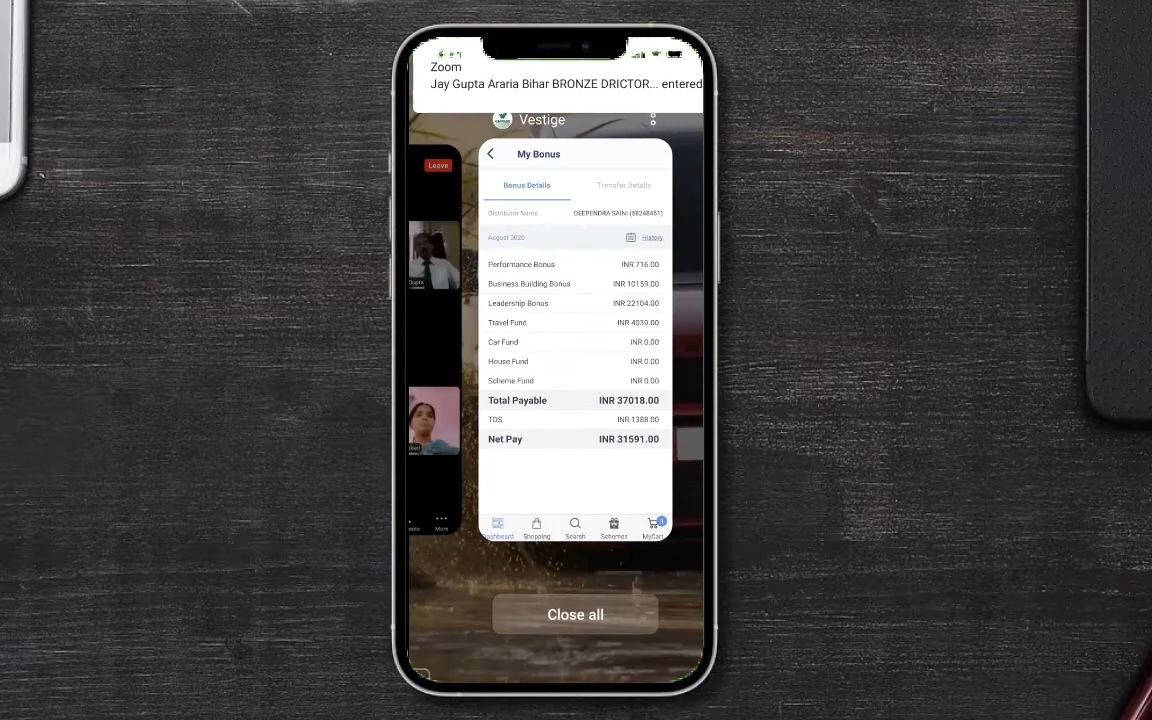 Zoom
Jay Gupta Araria Bihar BRONZE DRICTOR... entered
Vestige
Leave
My Bonus
Bonus Details Transfer Details
Distributor Name DEEPENDRA SAINI (58248461)
August 2020 History
Performance Bonus INR 716.00
Business Building Bonus INR 10159.00
Leadership Bonus INR 22104.00
Travel Fund INR 4039.00
Car Fund INR 0.00
House Fund INR 0.00
Scheme Fund INR 0.00
Total Payable INR 37018.00
TDS INR 1388.00
Net Pay INR 31591.00
More
Dashboard Shopping Search Schemes MyCart
Close all